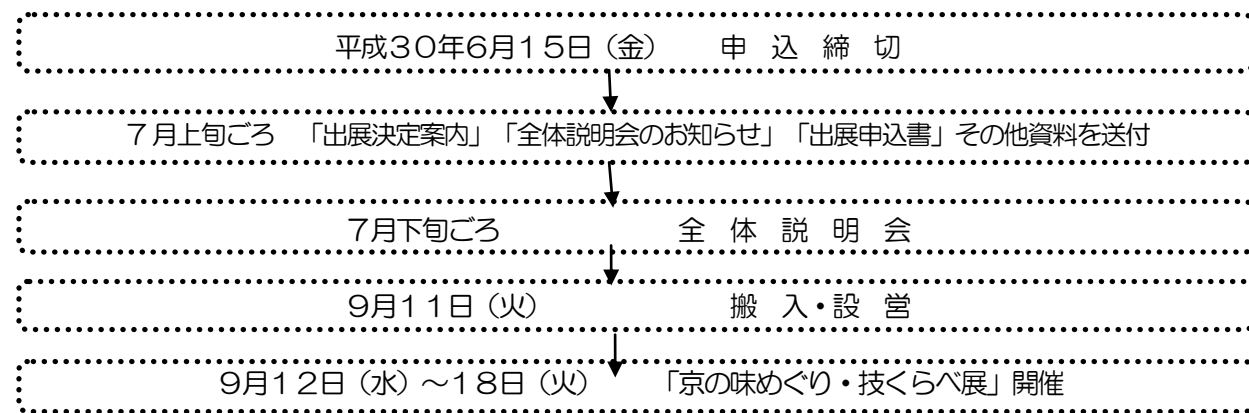 平成30年6月15日（金）　申 込 締 切
7月上旬ごろ　「出展決定案内」「全体説明会のお知らせ」「出展申込書」その他資料を送付
7月下旬ごろ　全 体 説 明 会
9月11日（火）　搬 入・設 営
9月12日（水）～18日（火）　「京の味めぐり・技くらべ展」開催